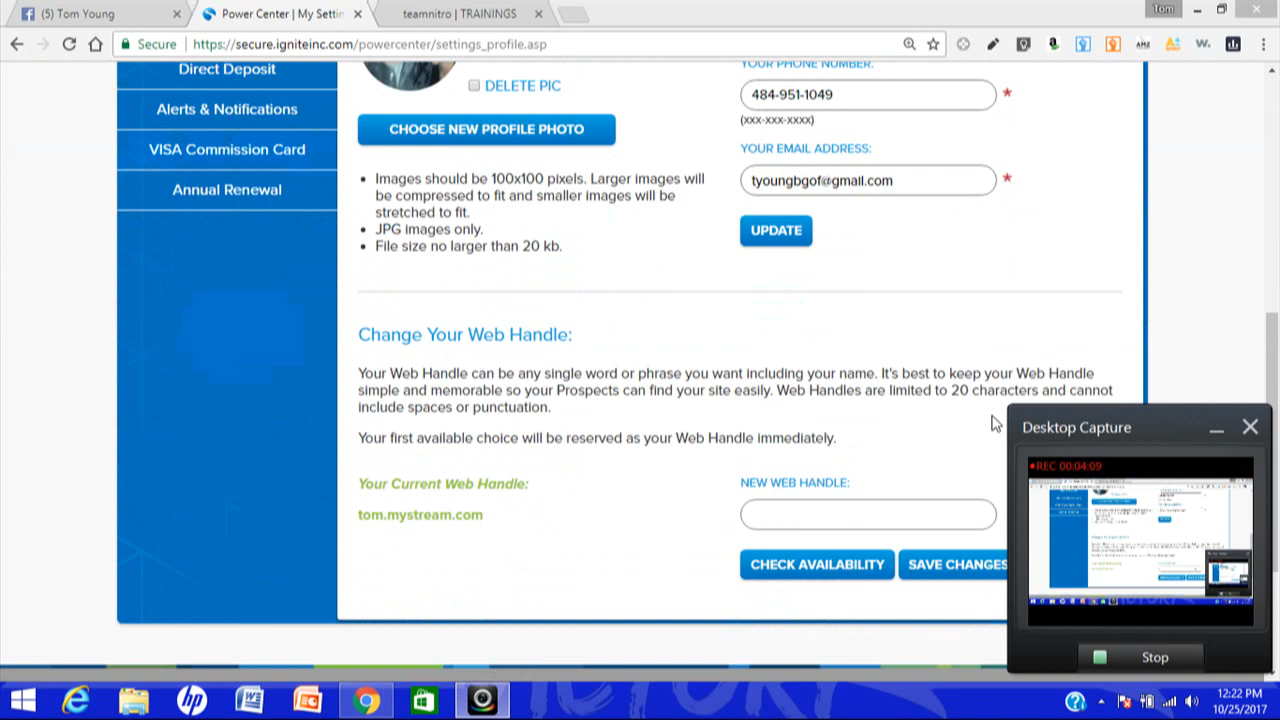 (5) Tom Young
Power Center | My Settin
teamnitro | TRAININGS
Tom
Secure
https://secure.igniteinc.com/powercenter/settings_profile.asp
Direct Deposit
Alerts & Notifications
VISA Commission Card
Annual Renewal
DELETE PIC
CHOOSE NEW PROFILE PHOTO
• Images should be 100x100 pixels. Larger images will
be compressed to fit and smaller images will be
stretched to fit.
• JPG images only.
• File size no larger than 20 kb.
YOUR PHONE NUMBER:
484-951-1049
*
(xxx-xxx-xxxx)
YOUR EMAIL ADDRESS:
tyoungbgof@gmail.com
*
UPDATE
Change Your Web Handle:
Your Web Handle can be any single word or phrase you want including your name. It's best to keep your Web Handle
simple and memorable so your Prospects can find your site easily. Web Handles are limited to 20 characters and cannot
include spaces or punctuation.
Your first available choice will be reserved as your Web Handle immediately.
Your Current Web Handle:
tom.mystream.com
NEW WEB HANDLE:
CHECK AVAILABILITY
SAVE CHANGES
Desktop Capture
REC 00:04:09
Stop
12:22 PM
10/25/2017